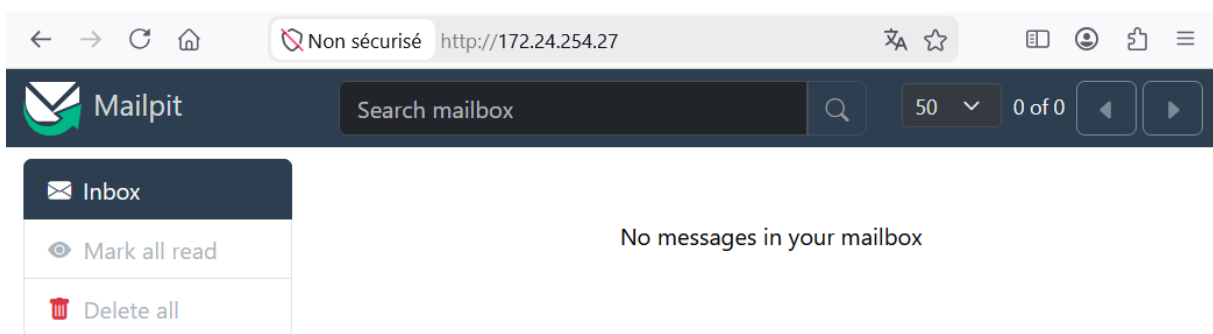 Non sécurisé http://172.24.254.27
Mailpit Search mailbox 50 0 of 0
Inbox
Mark all read
No messages in your mailbox
Delete all